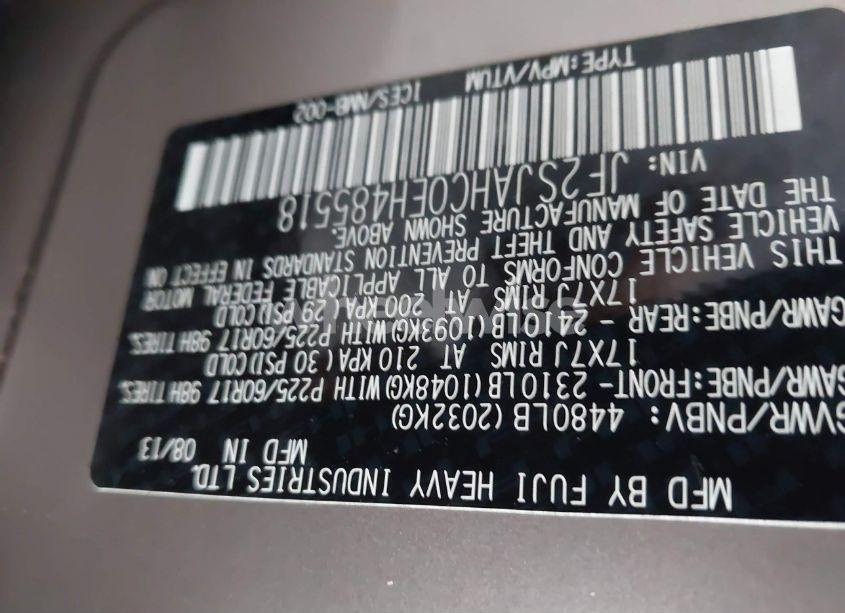 MFD BY FUJI HEAVY INDUSTRIES LTD.
MFD IN 08/13
GVWR/PNBV: 4480LB (2032KG)
GAWR/PNBE:FRONT- 2310LB(1048KG)WITH P225/60R17 98H TIRES,
17X7J RIMS AT 210 KPA(30 PSI)COLD
GAWR/PNBE:REAR - 2410LB(1093KG)WITH P225/60R17 98H TIRES,
17X7J RIMS AT 200 KPA(29 PSI)COLD
THIS VEHICLE CONFORMS TO ALL APPLICABLE FEDERAL MOTOR
VEHICLE SAFETY AND THEFT PREVENTION STANDARDS IN EFFECT ON
THE DATE OF MANUFACTURE SHOWN ABOVE.
VIN: JF2SJAHC0EH485518
TYPE:MPV/VTUM ICES/NMB-002